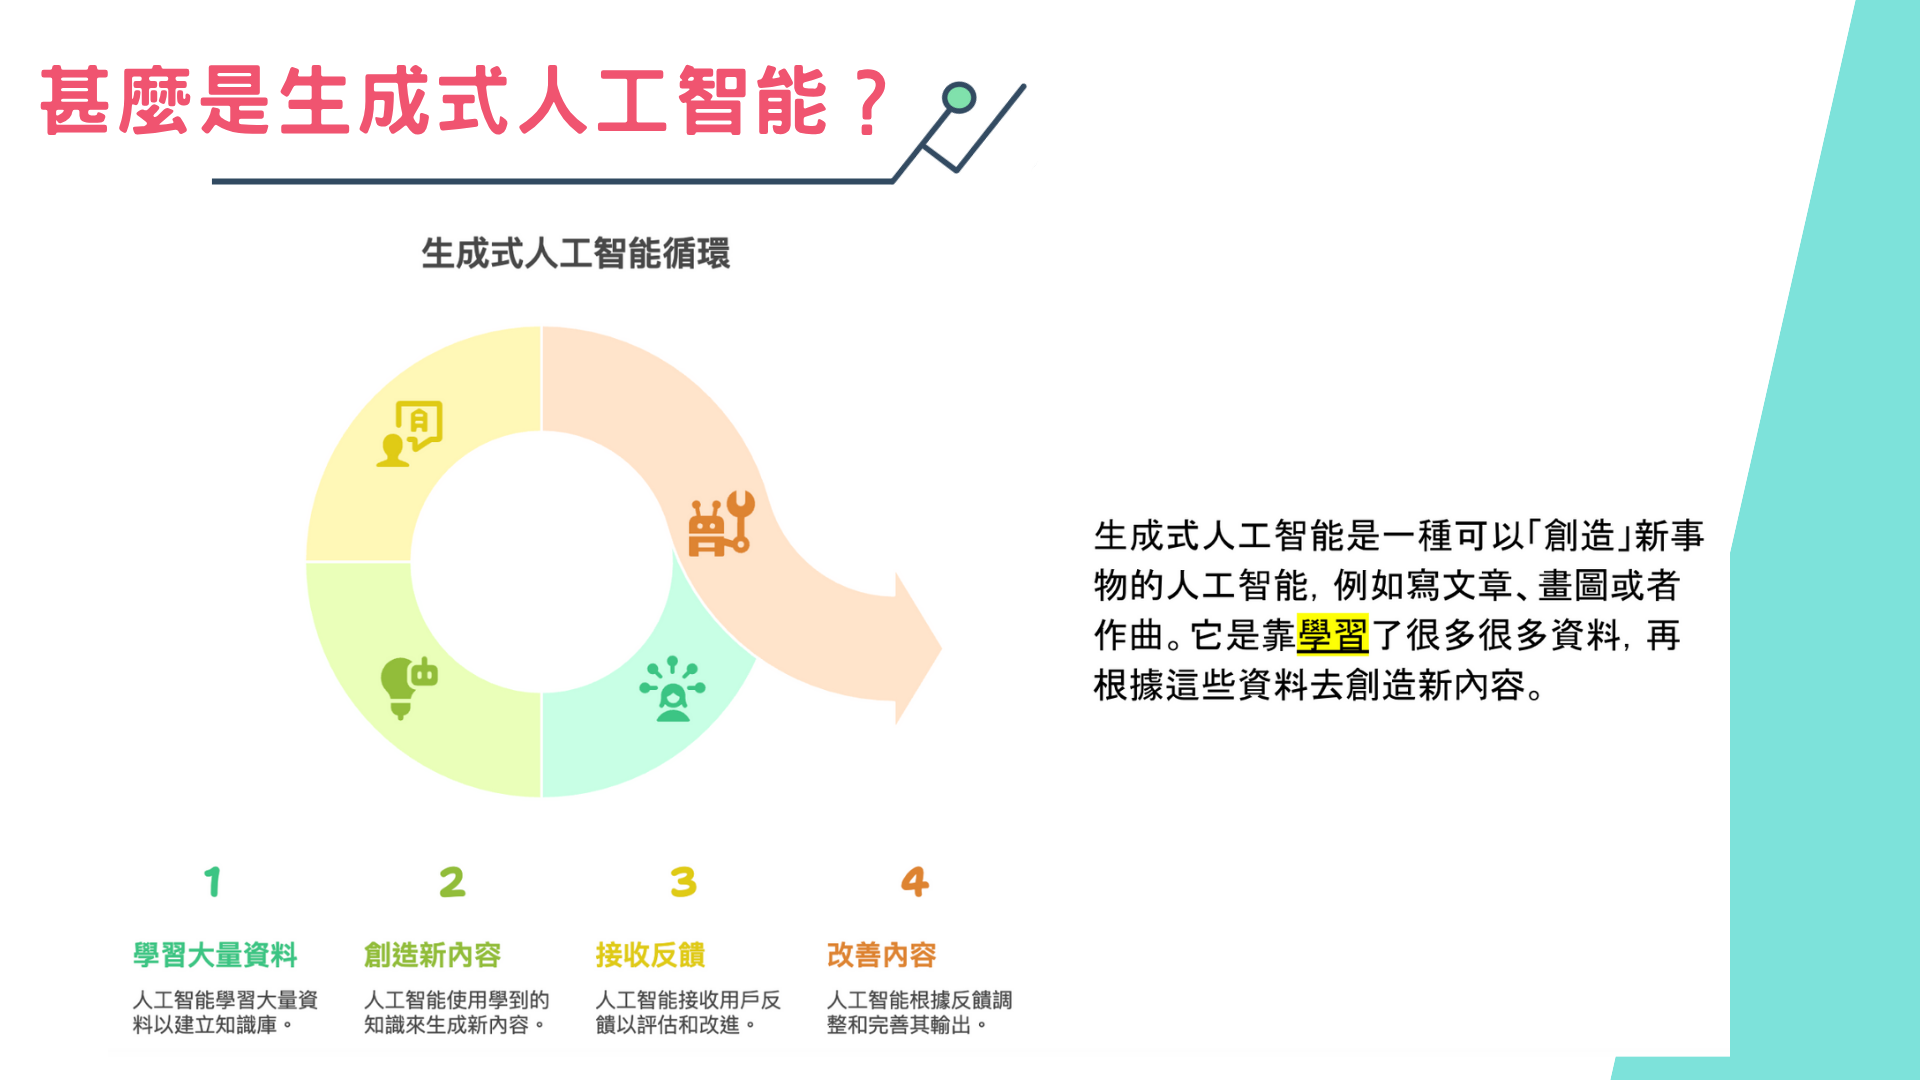 甚麼是生成式人工智能？
生成式人工智能循環
生成式人工智能是一種可以「創造」新事
物的人工智能，例如寫文章、畫圖或者
作曲。它是靠學習了很多很多資料，再
根據這些資料去創造新內容。
1
學習大量資料
人工智能學習大量資
料以建立知識庫。
2
創造新內容
人工智能使用學到的
知識來生成新內容。
3
接收反饋
人工智能接收用戶反
饋以評估和改進。
4
改善內容
人工智能根據反饋調
整和完善其輸出。